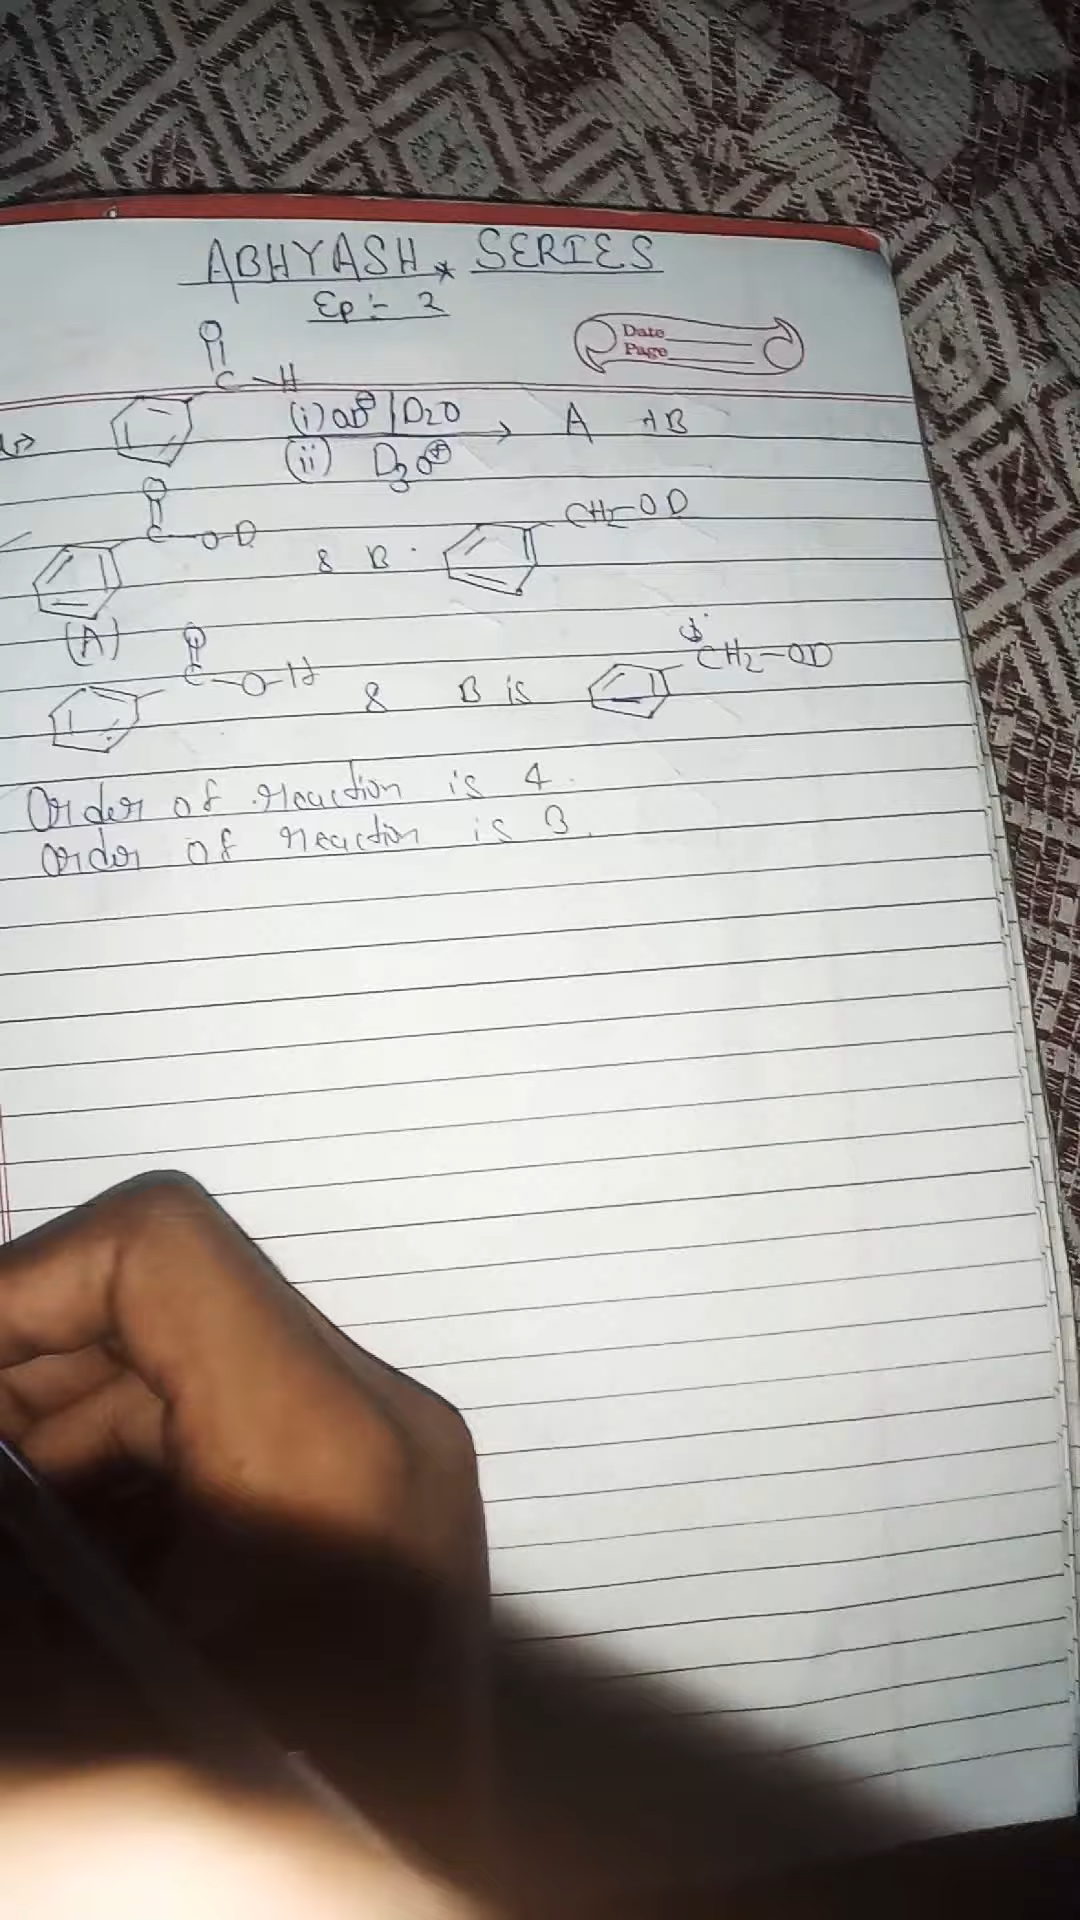 ABHYASH * SERIES
Ep :- 2
Date
Page
O
C-H
(i) OD⊖ / D2O
(ii) D3O⊕
→ A + B
O
C-O-D
(A)
& B.
CH2-OD
O
C-O-H
& B is
CH2-OD
Order of reaction is 4.
Order of reaction is 3.